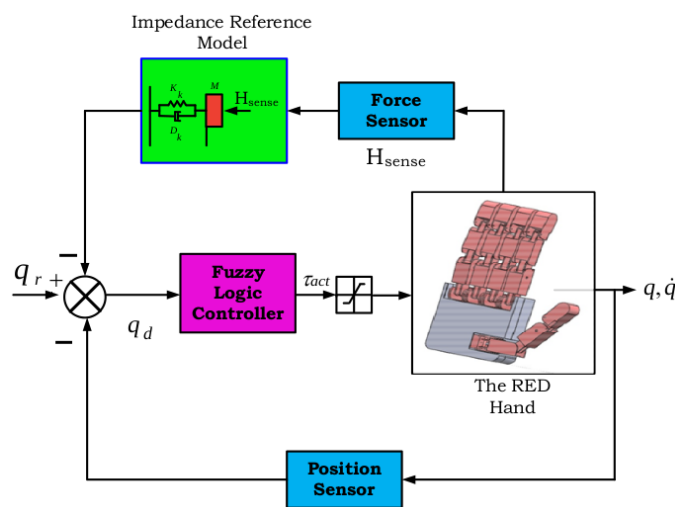 Impedance Reference
Model
K_k
M
H_sense
D_k
Force
Sensor
H_sense
−
q_r +
q_d
−
Fuzzy
Logic
Controller
τ_act
q, q̇
The RED
Hand
Position
Sensor